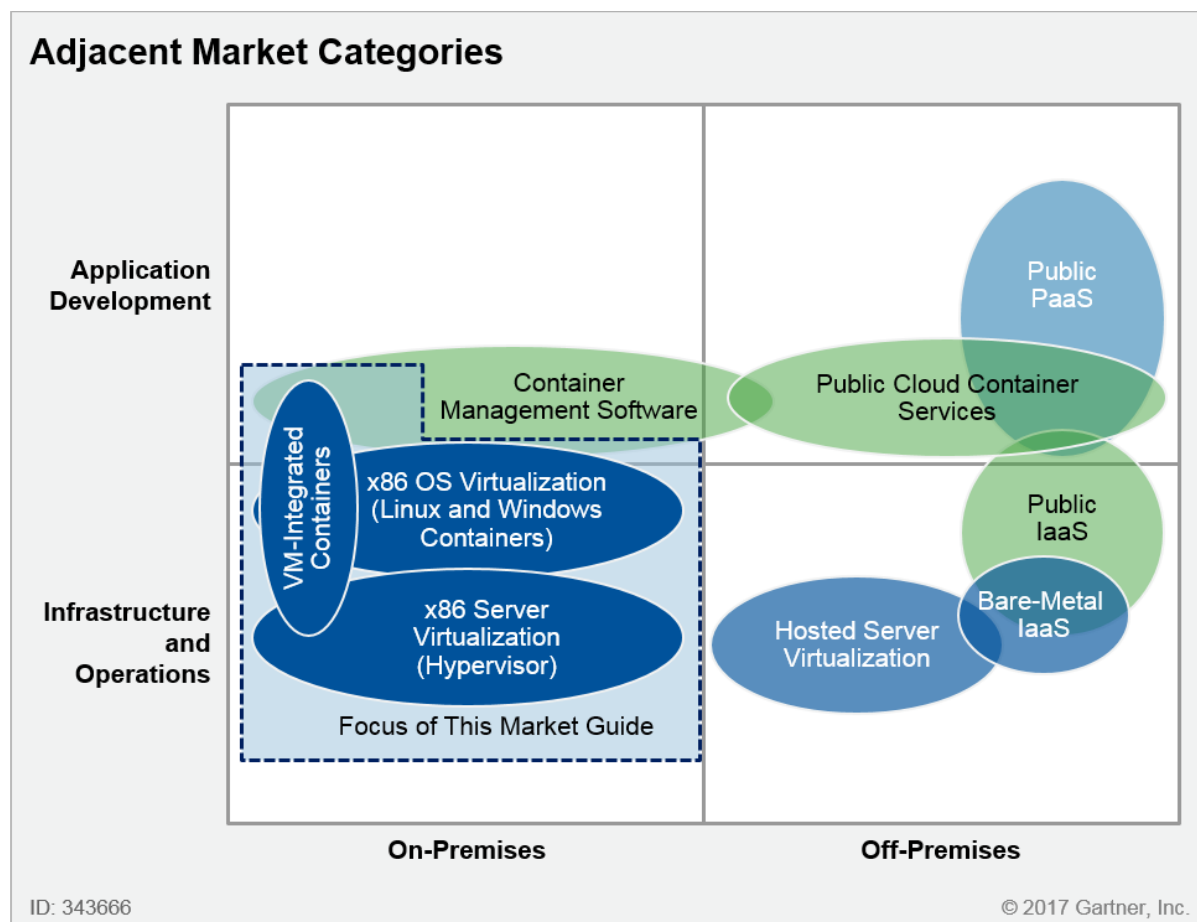 Adjacent Market Categories
Application
Development
Public
PaaS
Container
Management Software
Public Cloud Container
Services
VM-Integrated
Containers
x86 OS Virtualization
(Linux and Windows
Containers)
Public
IaaS
Infrastructure
and
Operations
x86 Server
Virtualization
(Hypervisor)
Hosted Server
Virtualization
Bare-Metal
IaaS
Focus of This Market Guide
On-Premises
Off-Premises
ID: 343666
© 2017 Gartner, Inc.